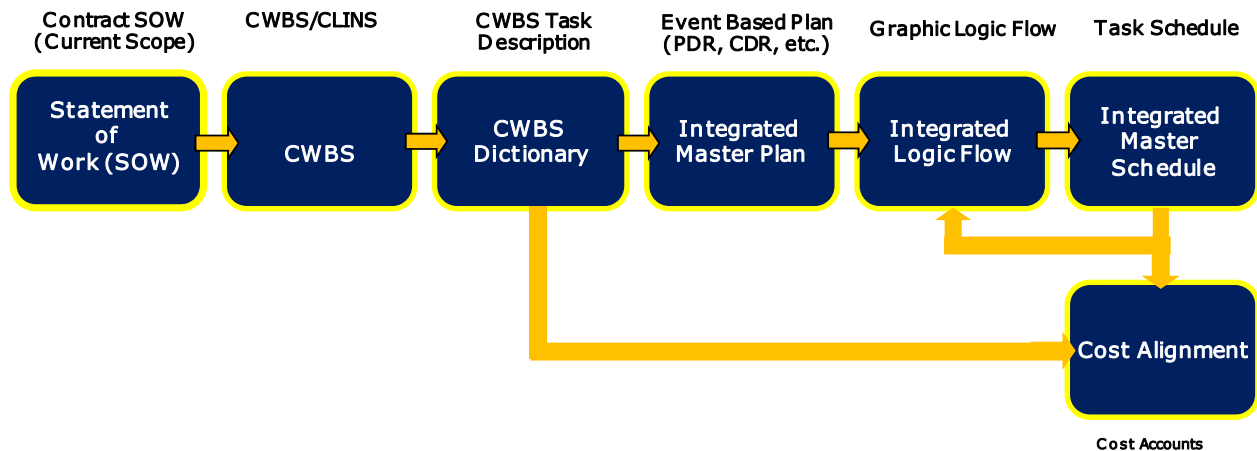 Contract SOW
(Current Scope)
CWBS/CLINS
CWBS Task
Description
Event Based Plan
(PDR, CDR, etc.)
Graphic Logic Flow
Task Schedule
Statement
of
Work (SOW)
CWBS
CWBS
Dictionary
Integrated
Master Plan
Integrated
Logic Flow
Integrated
Master
Schedule
Cost Alignment
Cost Accounts